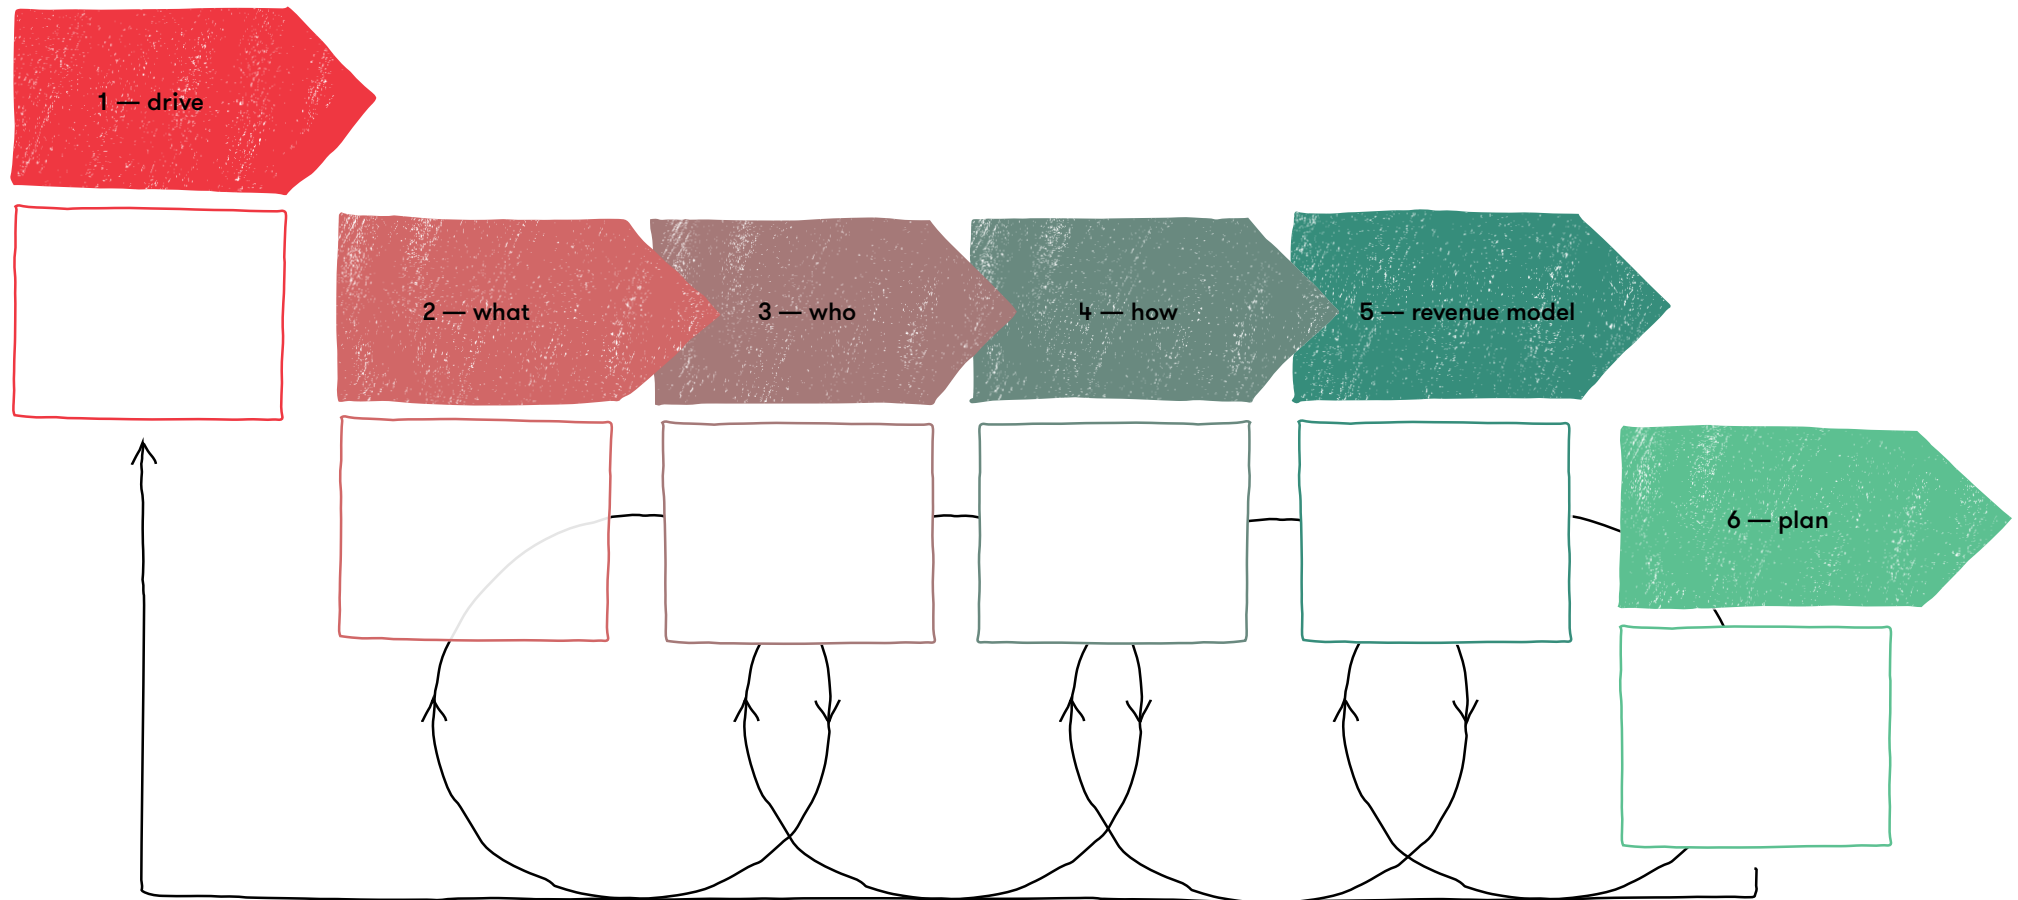 1 — drive
2 — what
3 — who
4 — how
5 — revenue model
6 — plan